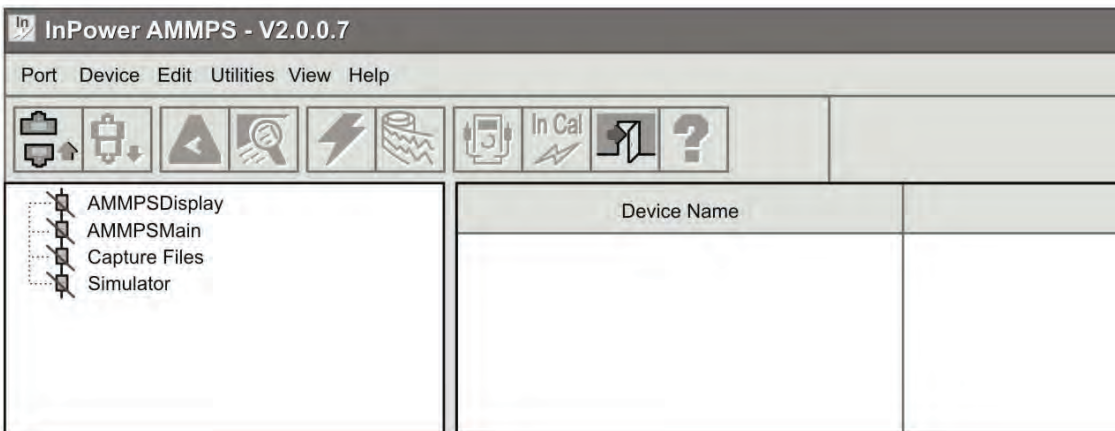 In
InPower AMMPS - V2.0.0.7
Port Device Edit Utilities View Help
In Cal
?
AMMPSDisplay
AMMPSMain
Capture Files
Simulator
Device Name